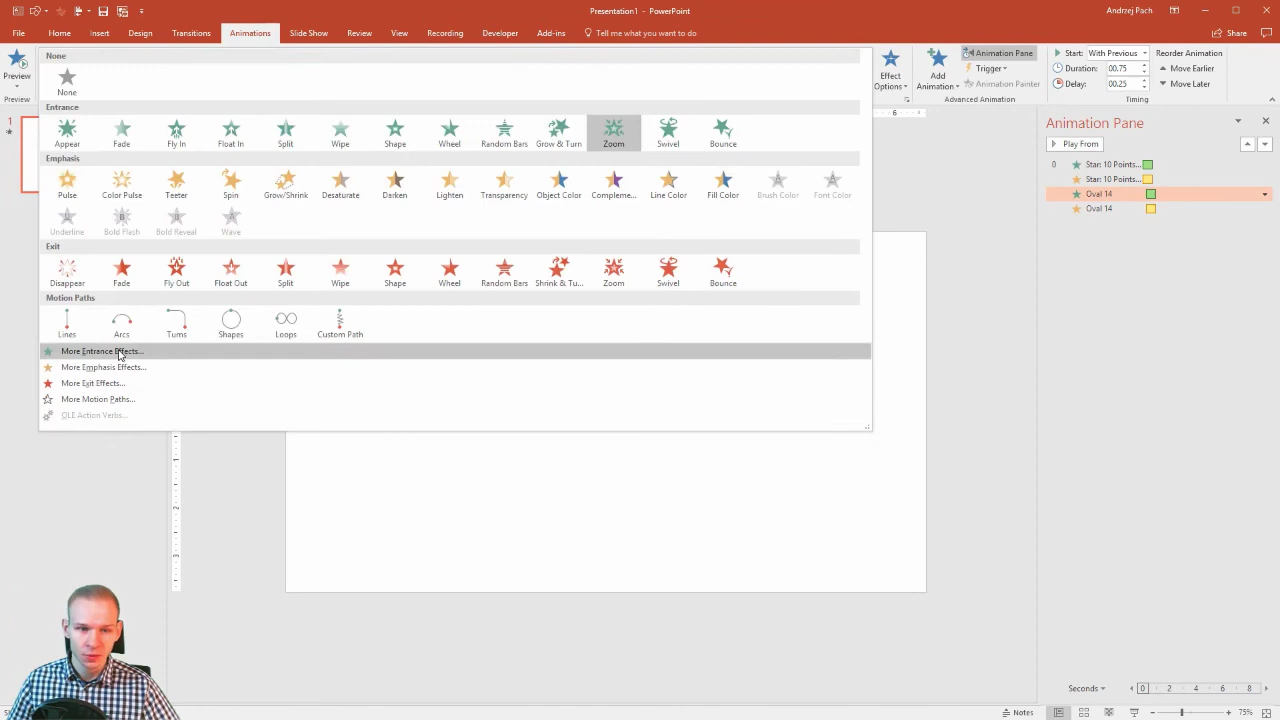 Presentation1 - PowerPoint
Andrzej Pach
File Home Insert Design Transitions Animations Slide Show Review View Recording Developer Add-ins Tell me what you want to do Share
Preview
Preview
None
None
Entrance
Appear Fade Fly In Float In Split Wipe Shape Wheel Random Bars Grow & Turn Zoom Swivel Bounce
Emphasis
Pulse Color Pulse Teeter Spin Grow/Shrink Desaturate Darken Lighten Transparency Object Color Compleme... Line Color Fill Color Brush Color Font Color
Underline Bold Flash Bold Reveal Wave
Exit
Disappear Fade Fly Out Float Out Split Wipe Shape Wheel Random Bars Shrink & Tu... Zoom Swivel Bounce
Motion Paths
Lines Arcs Turns Shapes Loops Custom Path
More Entrance Effects...
More Emphasis Effects...
More Exit Effects...
More Motion Paths...
OLE Action Verbs...
Effect
Options
Add
Animation
Animation Pane
Trigger
Animation Painter
Advanced Animation
Start: With Previous
Duration: 00.75
Delay: 00.25
Timing
Reorder Animation
Move Earlier
Move Later
1
6
1
2
3
Animation Pane
Play From
0 Star: 10 Points...
Star: 10 Points...
Oval 14
Oval 14
Seconds 0 2 4 6 8
Notes
75%